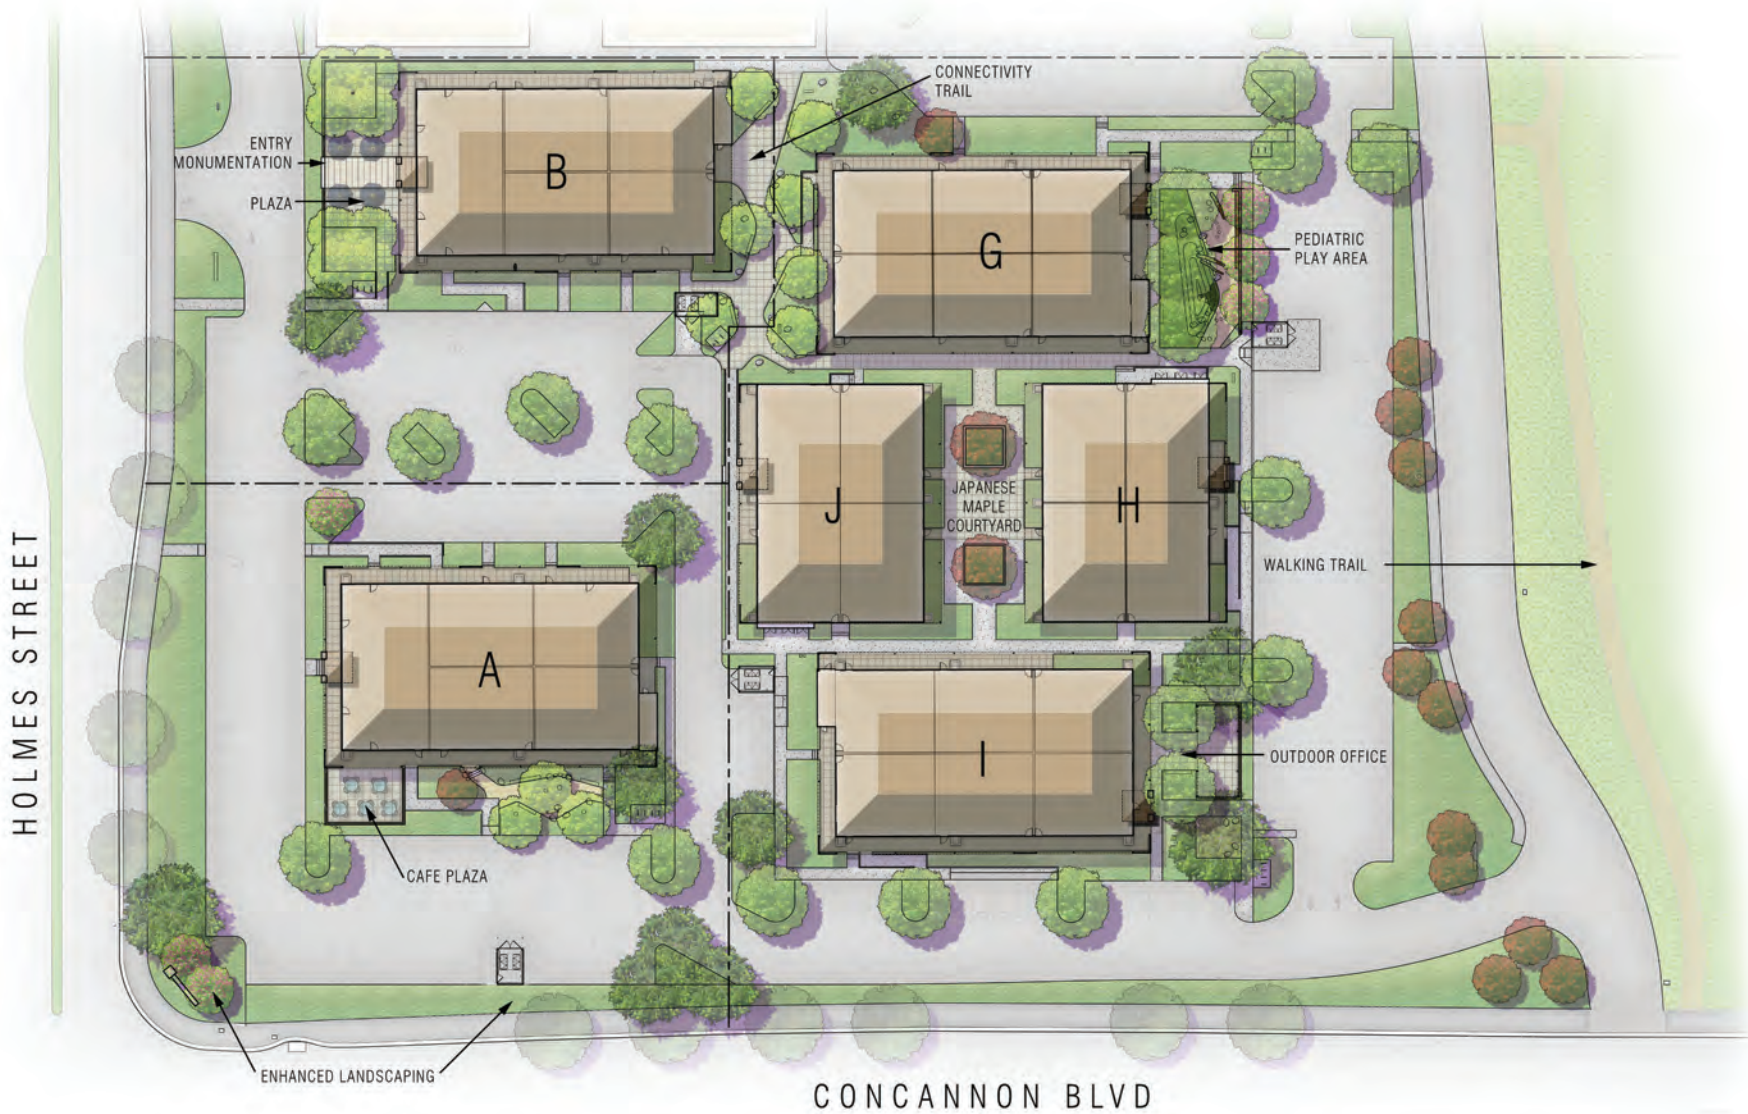 CONNECTIVITY
TRAIL
ENTRY
MONUMENTATION
B
PLAZA
G
PEDIATRIC
PLAY AREA
JAPANESE
MAPLE
COURTYARD
J
H
WALKING TRAIL
HOLMES STREET
A
I
OUTDOOR OFFICE
CAFE PLAZA
ENHANCED LANDSCAPING
CONCANNON BLVD